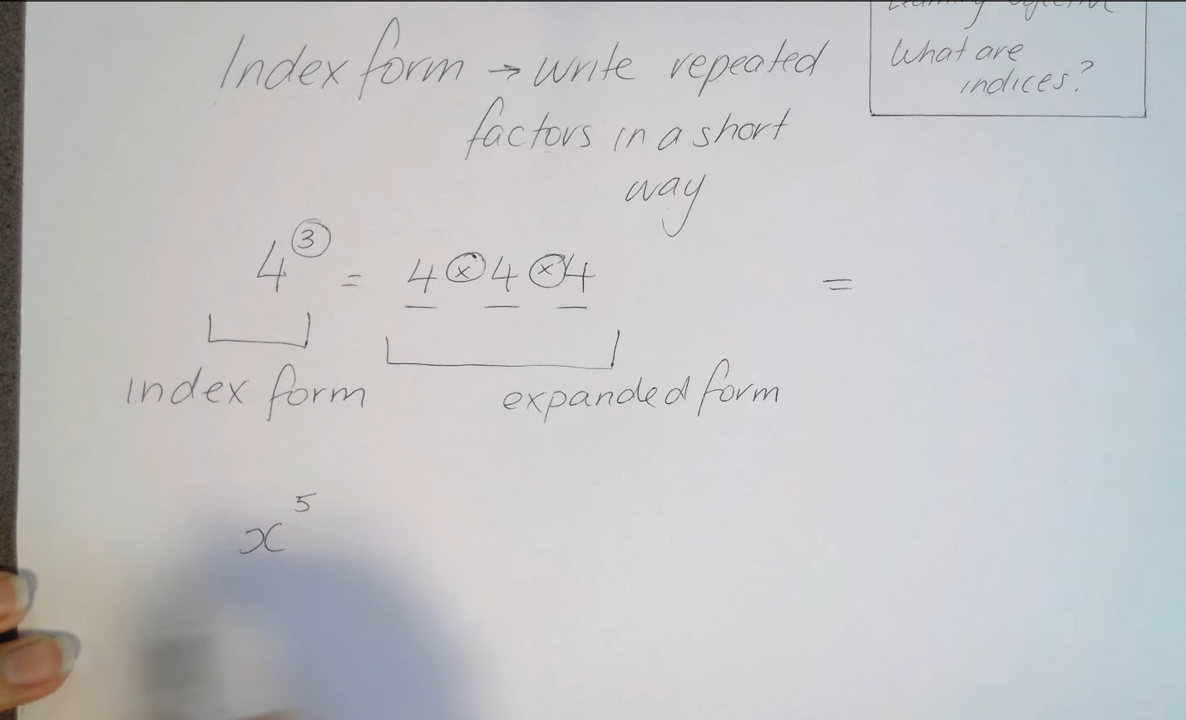 What are
indices?
Index form → write repeated
factors in a short
way
4³ = 4 × 4 × 4 =
index form expanded form
x⁵